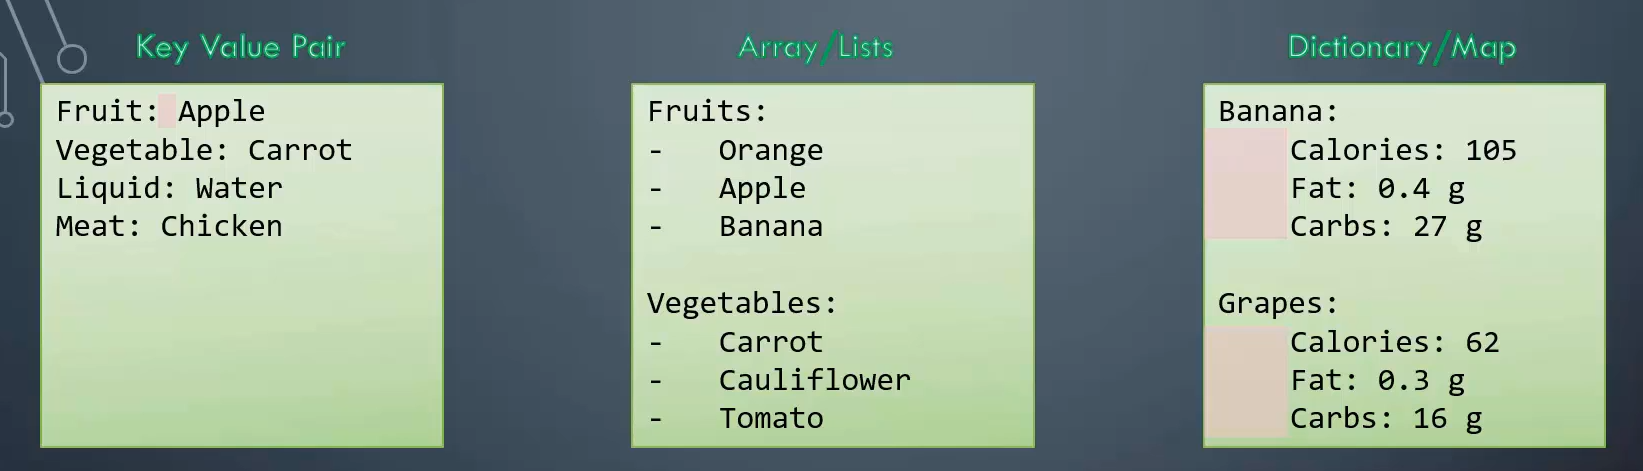 Key Value Pair
Fruit: Apple
Vegetable: Carrot
Liquid: Water
Meat: Chicken
Array/Lists
Fruits:
- Orange
- Apple
- Banana
Vegetables:
- Carrot
- Cauliflower
- Tomato
Dictionary/Map
Banana:
Calories: 105
Fat: 0.4 g
Carbs: 27 g
Grapes:
Calories: 62
Fat: 0.3 g
Carbs: 16 g